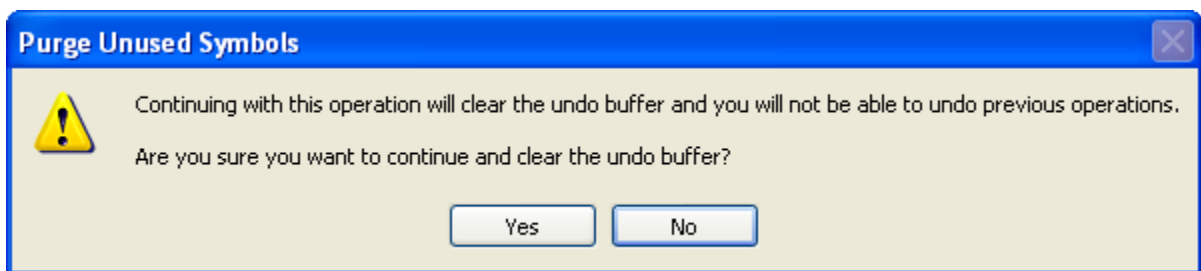 Purge Unused Symbols
Continuing with this operation will clear the undo buffer and you will not be able to undo previous operations.
Are you sure you want to continue and clear the undo buffer?
Yes No